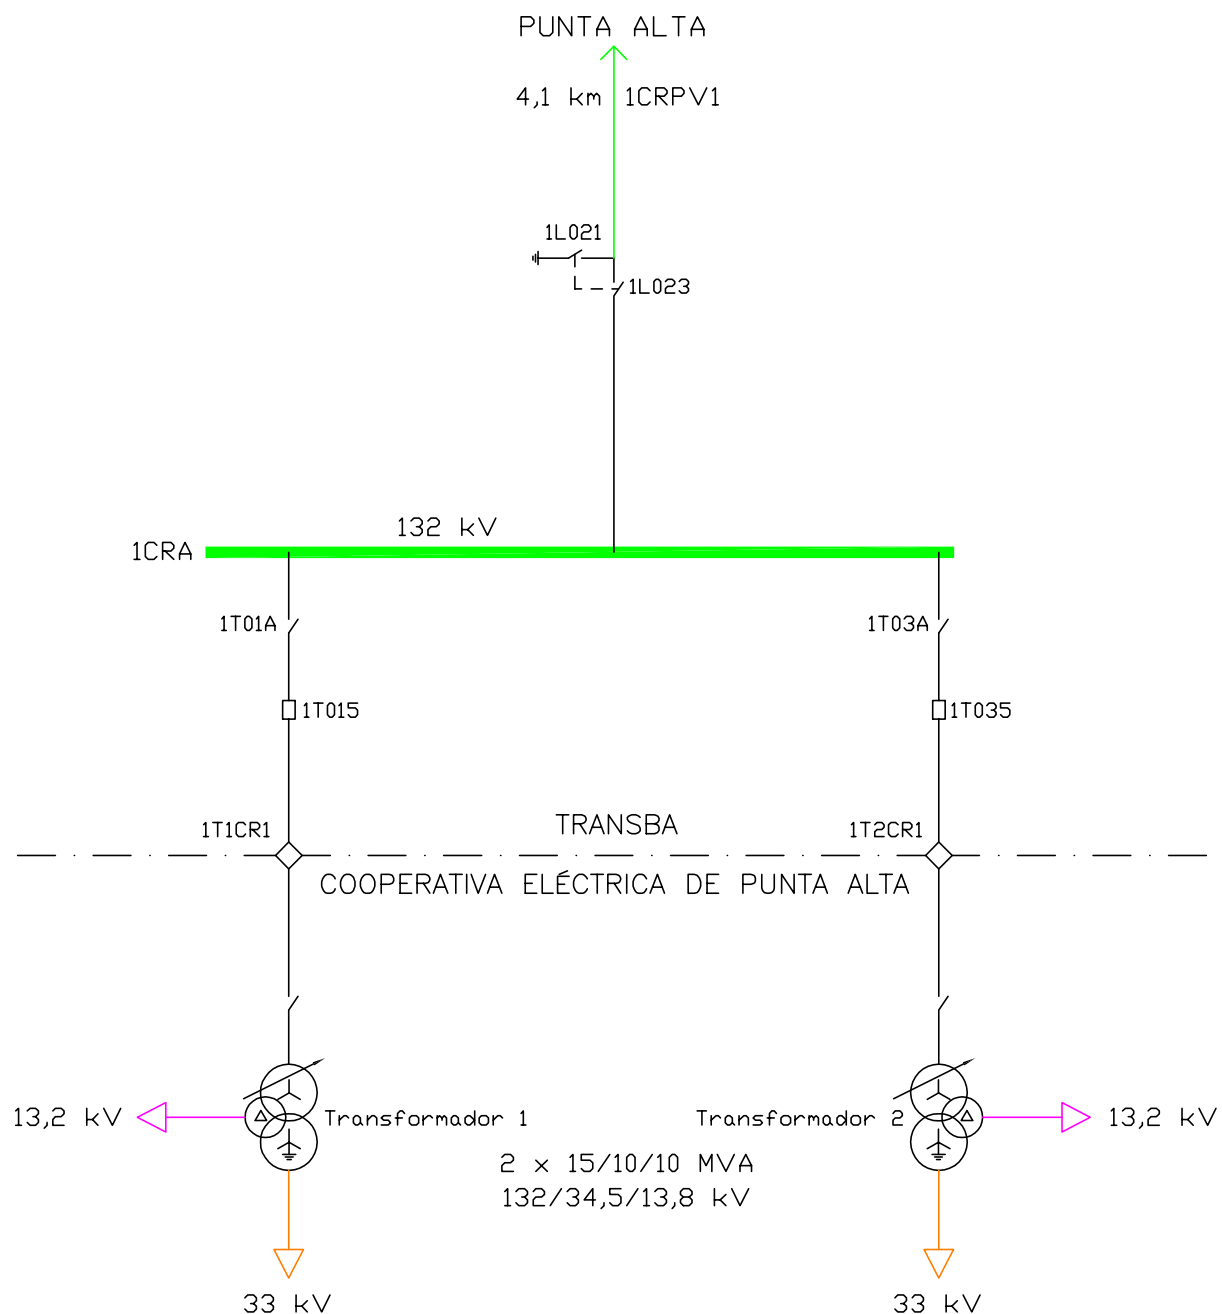 PUNTA ALTA
4,1 km 1CRPV1
1L021
1L023
132 kV
1CRA
1T01A
1T03A
1T015
1T035
1T1CR1
TRANSBA
1T2CR1
COOPERATIVA ELÉCTRICA DE PUNTA ALTA
13,2 kV
Transformador 1
Transformador 2
13,2 kV
2 x 15/10/10 MVA
132/34,5/13,8 kV
33 kV
33 kV